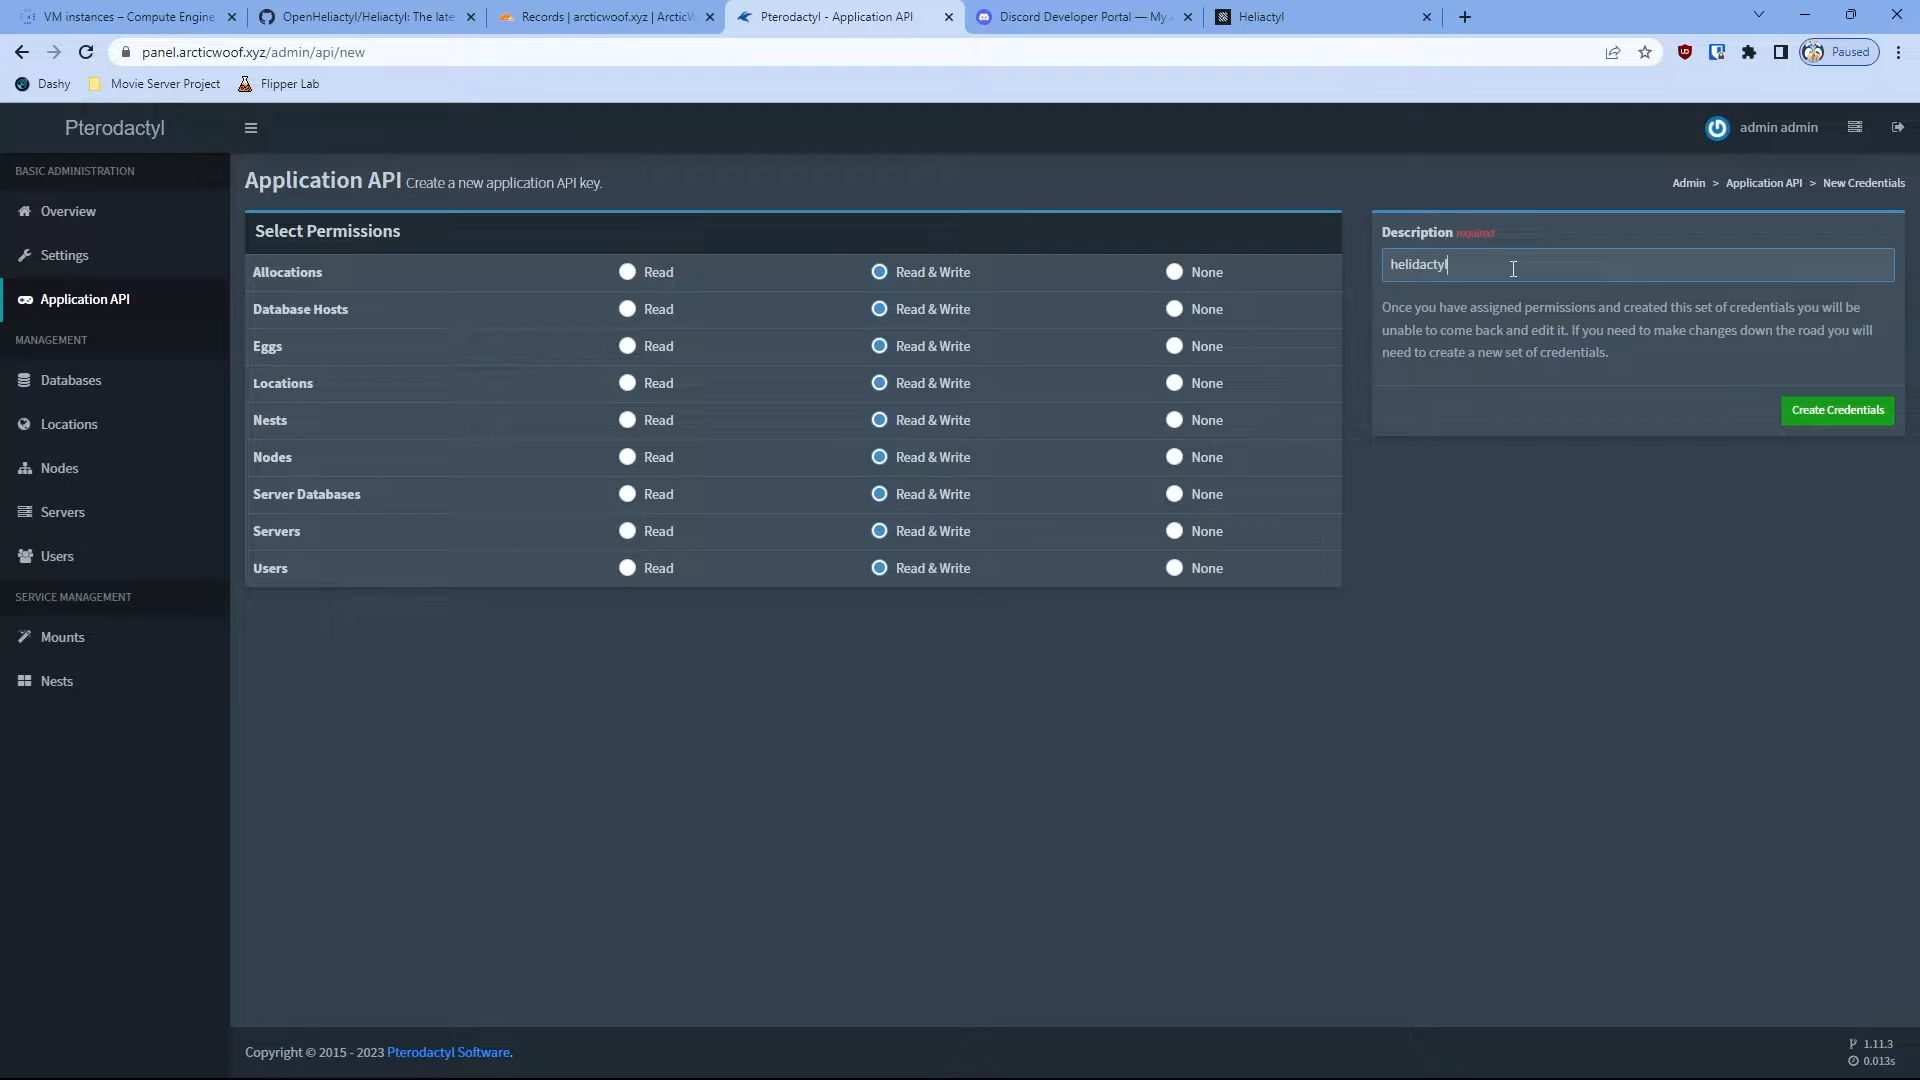 VM instances – Compute Engine
OpenHeliactyl/Heliactyl: The late
Records | arcticwoof.xyz | Arctic
Pterodactyl - Application API
Discord Developer Portal — My
Heliactyl
panel.arcticwoof.xyz/admin/api/new
Paused
Dashy
Movie Server Project
Flipper Lab
Pterodactyl
admin admin
BASIC ADMINISTRATION
Overview
Settings
Application API
MANAGEMENT
Databases
Locations
Nodes
Servers
Users
SERVICE MANAGEMENT
Mounts
Nests
Application API Create a new application API key.
Admin > Application API > New Credentials
Select Permissions
Allocations Read Read & Write None
Database Hosts Read Read & Write None
Eggs Read Read & Write None
Locations Read Read & Write None
Nests Read Read & Write None
Nodes Read Read & Write None
Server Databases Read Read & Write None
Servers Read Read & Write None
Users Read Read & Write None
Description required
helidactyl
Once you have assigned permissions and created this set of credentials you will be
unable to come back and edit it. If you need to make changes down the road you will
need to create a new set of credentials.
Create Credentials
Copyright © 2015 - 2023 Pterodactyl Software.
1.11.3
0.013s